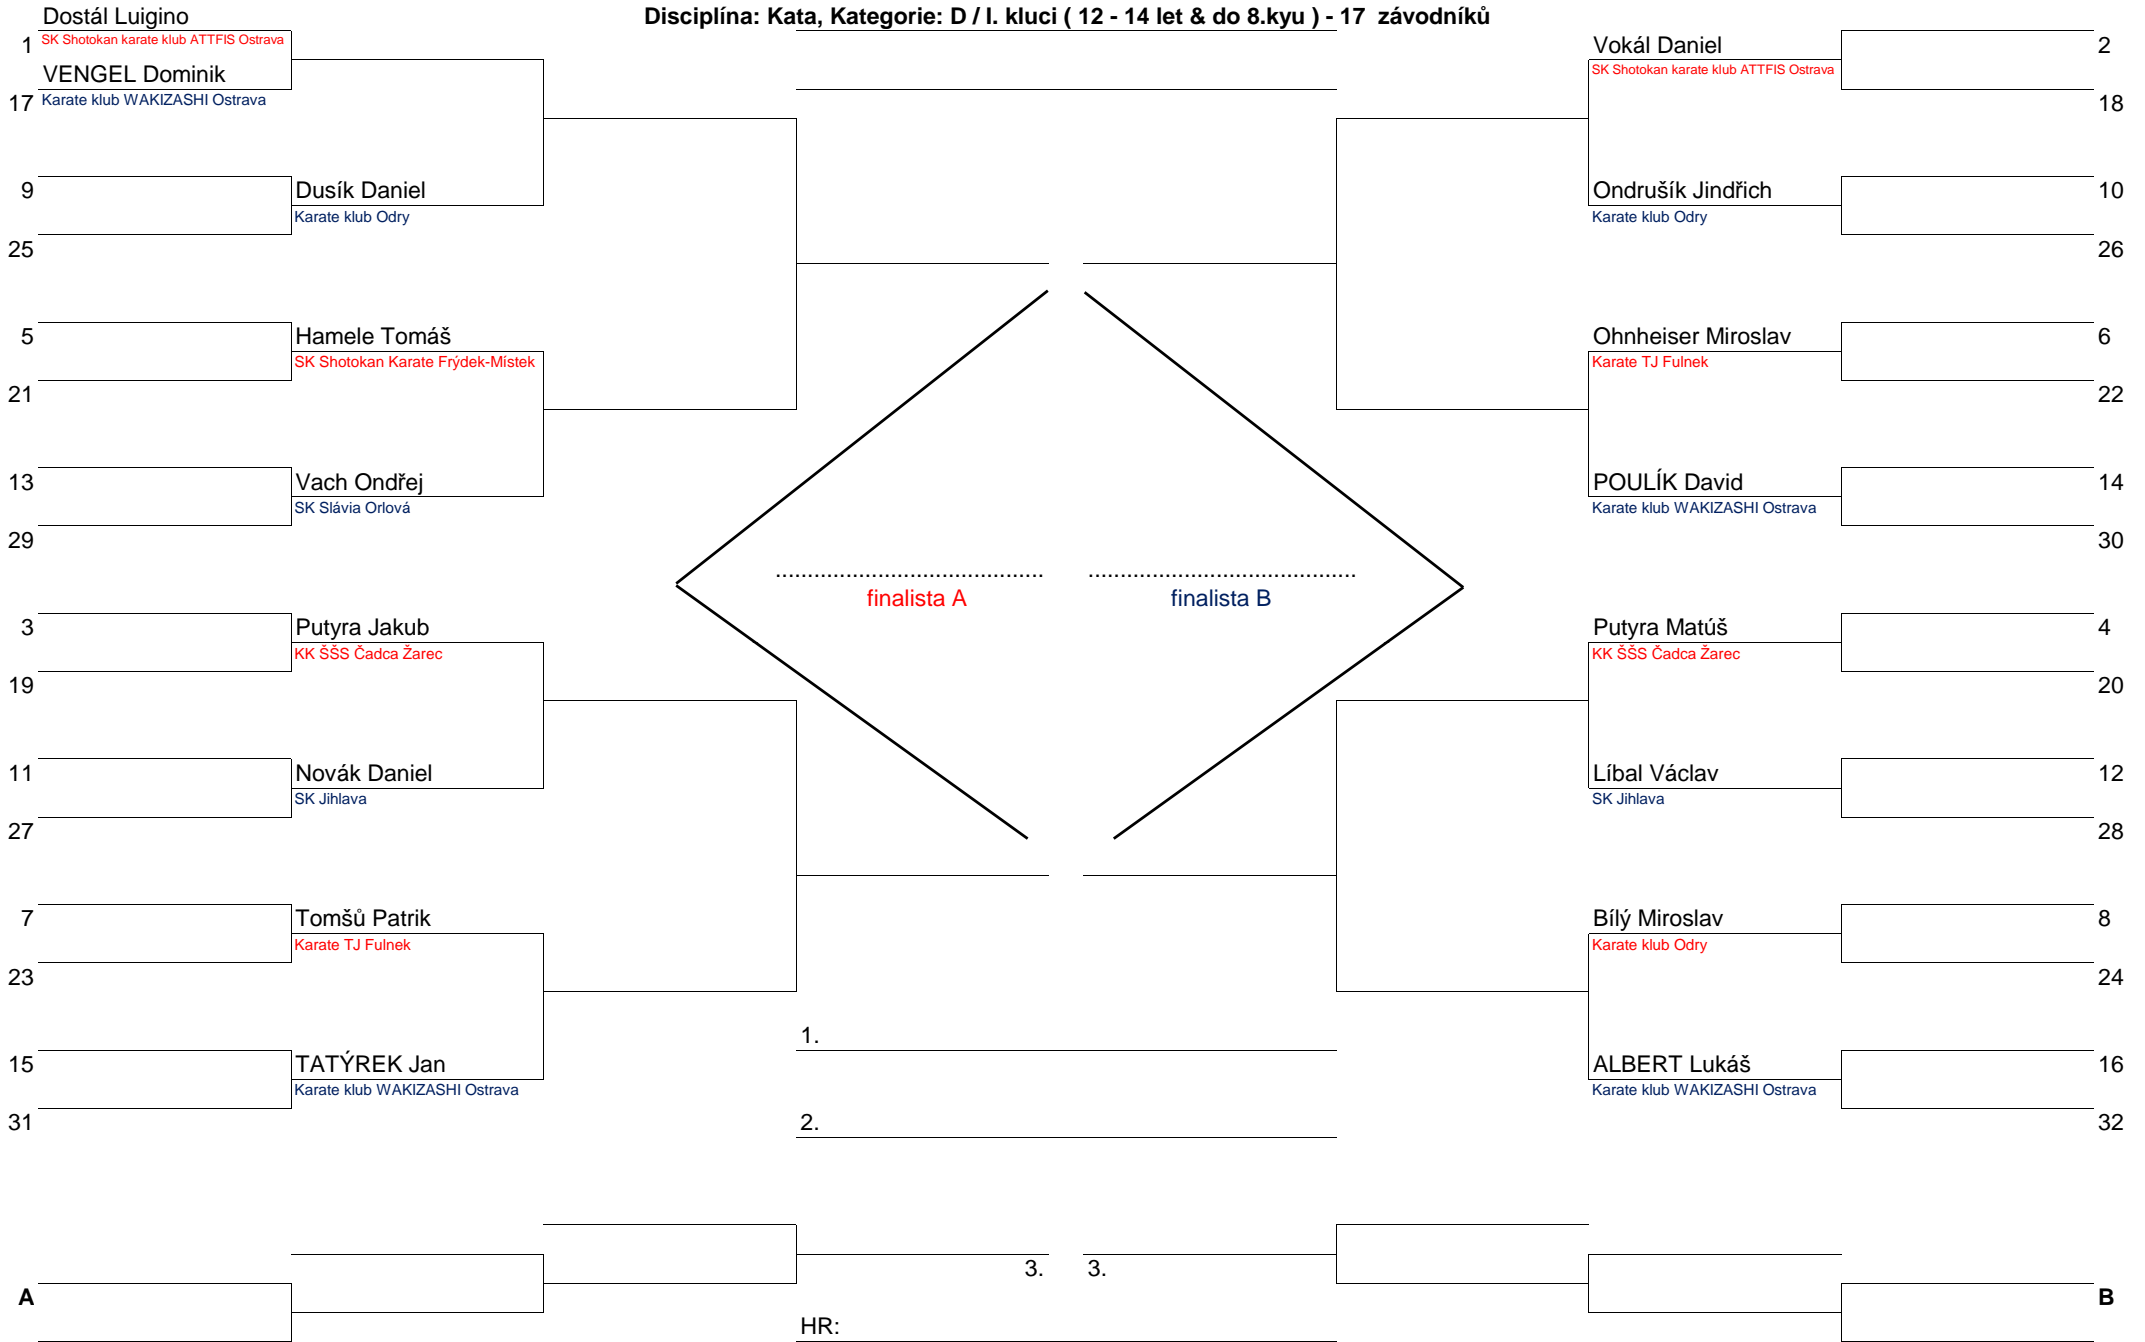 Disciplína: Kata, Kategorie: D / I. kluci ( 12 - 14 let & do 8.kyu ) - 17 závodníků
Dostál Luigino
1
SK Shotokan karate klub ATTFIS Ostrava
VENGEL Dominik
17
Karate klub WAKIZASHI Ostrava
9
Dusík Daniel
Karate klub Odry
25
5
Hamele Tomáš
SK Shotokan Karate Frýdek-Místek
21
13
Vach Ondřej
SK Slávia Orlová
29
3
Putyra Jakub
KK ŠŠS Čadca Žarec
19
11
Novák Daniel
SK Jihlava
27
7
Tomšů Patrik
Karate TJ Fulnek
23
15
TATÝREK Jan
Karate klub WAKIZASHI Ostrava
31
A
.......................................... ..........................................
finalista A finalista B
1.
2.
3. 3.
HR:
Vokál Daniel
2
SK Shotokan karate klub ATTFIS Ostrava
18
Ondrušík Jindřich
10
Karate klub Odry
26
Ohnheiser Miroslav
6
Karate TJ Fulnek
22
POULÍK David
14
Karate klub WAKIZASHI Ostrava
30
Putyra Matúš
4
KK ŠŠS Čadca Žarec
20
Líbal Václav
12
SK Jihlava
28
Bílý Miroslav
8
Karate klub Odry
24
ALBERT Lukáš
16
Karate klub WAKIZASHI Ostrava
32
B